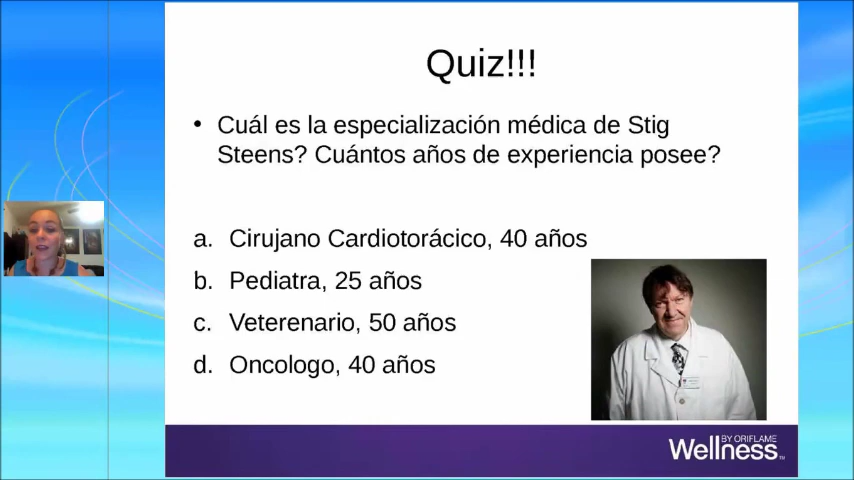 Quiz!!!
• Cuál es la especialización médica de Stig
Steens? Cuántos años de experiencia posee?
a. Cirujano Cardiotorácico, 40 años
b. Pediatra, 25 años
c. Veterenario, 50 años
d. Oncologo, 40 años
BY ORIFLAME
Wellness™